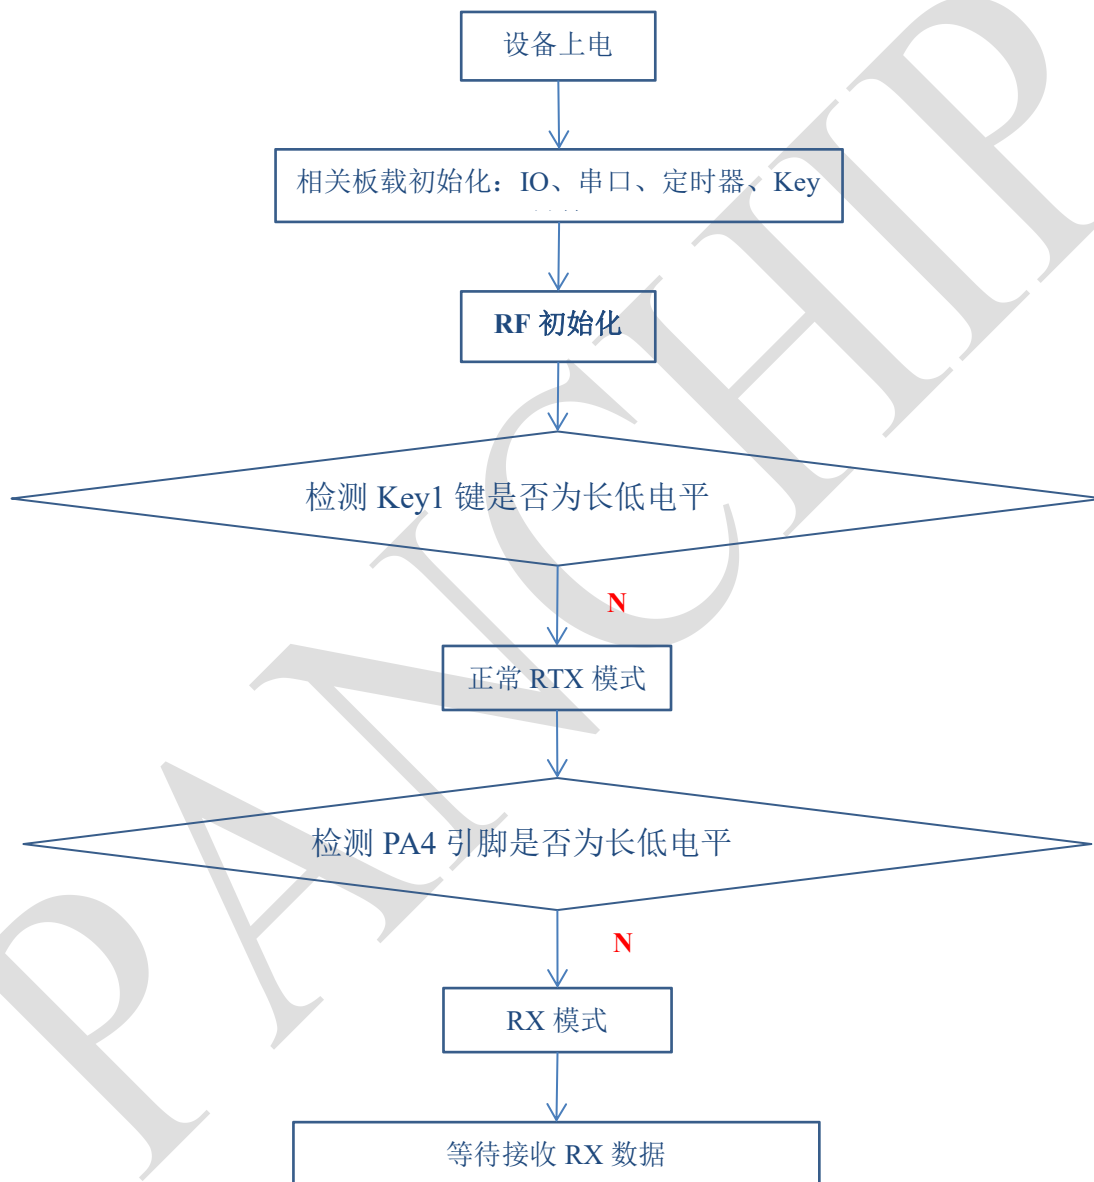 设备上电
相关板载初始化：IO、串口、定时器、Key
RF 初始化
检测 Key1 键是否为长低电平
N
正常 RTX 模式
检测 PA4 引脚是否为长低电平
N
RX 模式
等待接收 RX 数据
PANCHIP